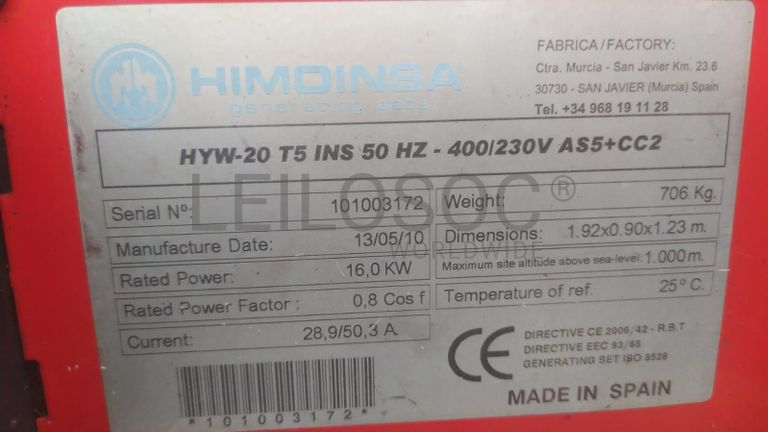 HIMOINSA
generating sets
FABRICA/FACTORY:
Ctra. Murcia - San Javier Km. 23.6
30730 - SAN JAVIER (Murcia) Spain
Tel. +34 968 19 11 28
HYW-20 T5 INS 50 HZ - 400/230V AS5+CC2
Serial Nº: 101003172
Weight: 706 Kg.
LEILOSOC®
WORLDWIDE
Manufacture Date: 13/05/10
Dimensions: 1.92x0.90x1.23 m.
Rated Power: 16,0 KW
Maximum site altitude above sea-level: 1.000 m.
Rated Power Factor : 0,8 Cos f
Temperature of ref. 25º C.
Current: 28,9/50,3 A.
CE
DIRECTIVE CE 2006/42 - R.B.T
DIRECTIVE EEC 93/68
GENERATING SET ISO 8528
*101003172*
MADE IN SPAIN